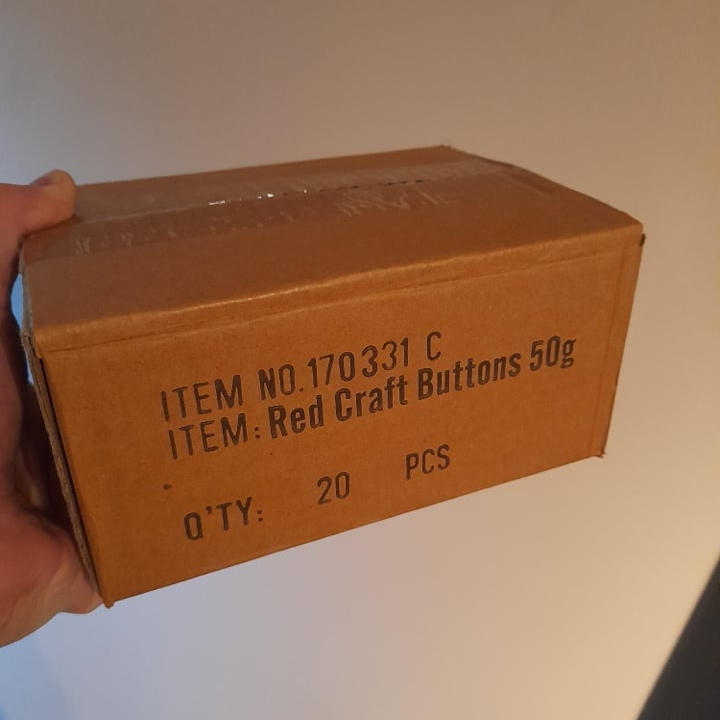 ITEM NO.170331 C
ITEM: Red Craft Buttons 50g
Q'TY: 20 PCS